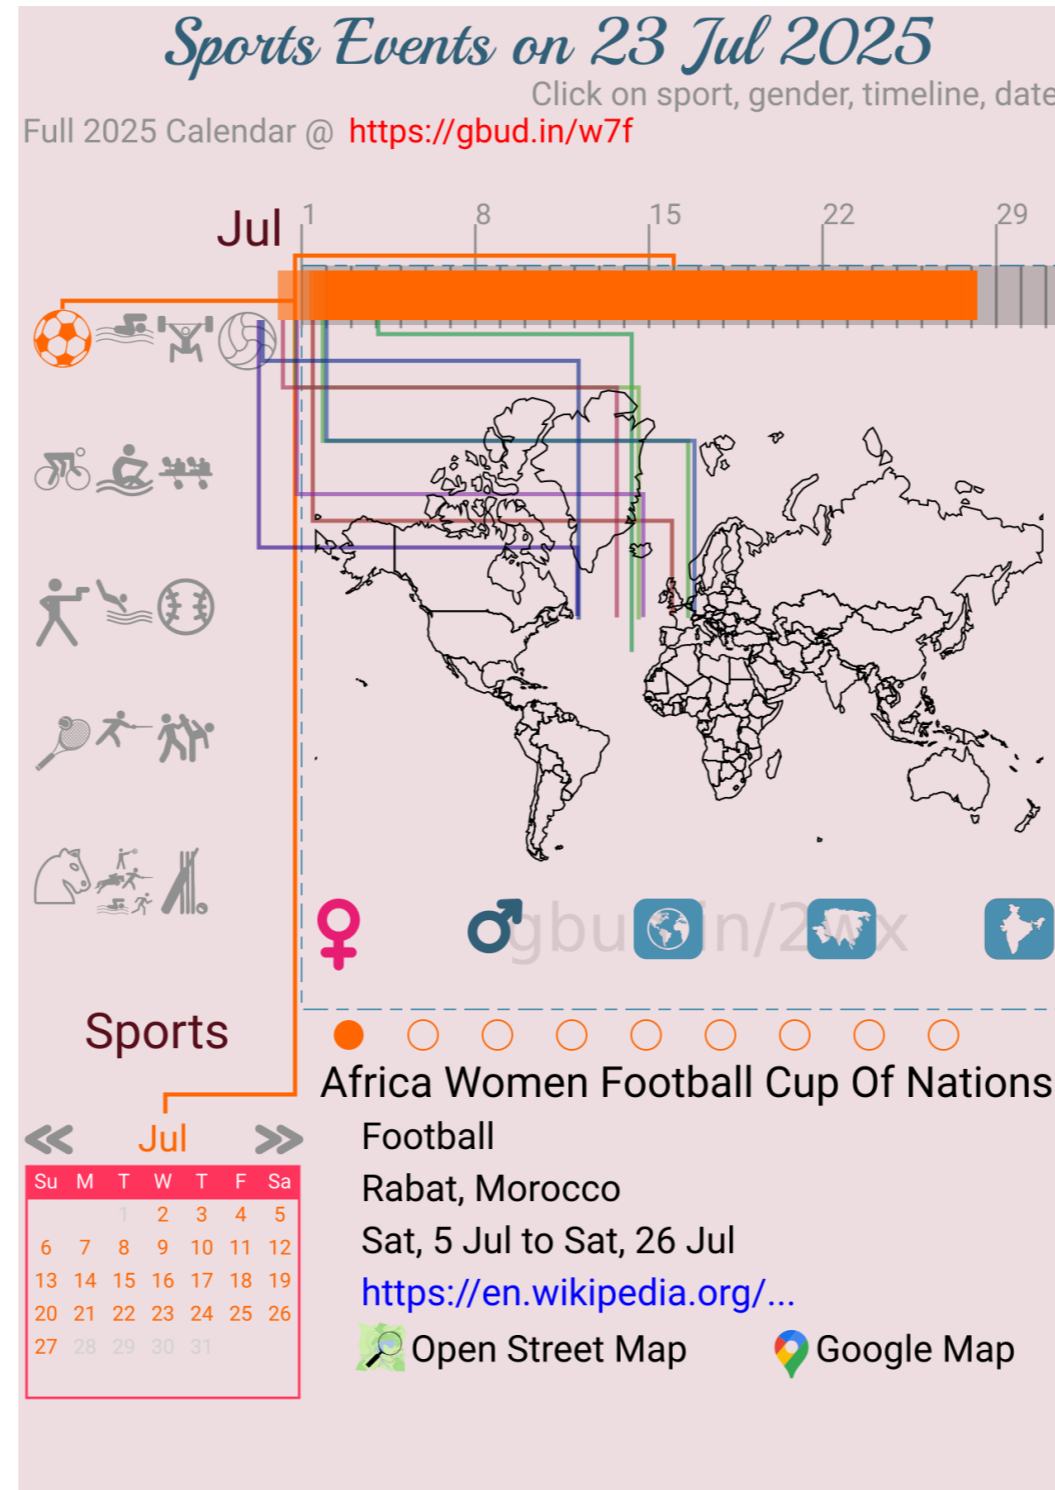 Sports Events on 23 Jul 2025
Click on sport, gender, timeline, date
Full 2025 Calendar @ https://gbud.in/w7f
Jul 1 8 15 22 29
gbud.in/2wx
Sports
Africa Women Football Cup Of Nations
Football
Rabat, Morocco
Sat, 5 Jul to Sat, 26 Jul
https://en.wikipedia.org/...
Open Street Map Google Map
Jul
Su M T W T F Sa
1 2 3 4 5
6 7 8 9 10 11 12
13 14 15 16 17 18 19
20 21 22 23 24 25 26
27 28 29 30 31